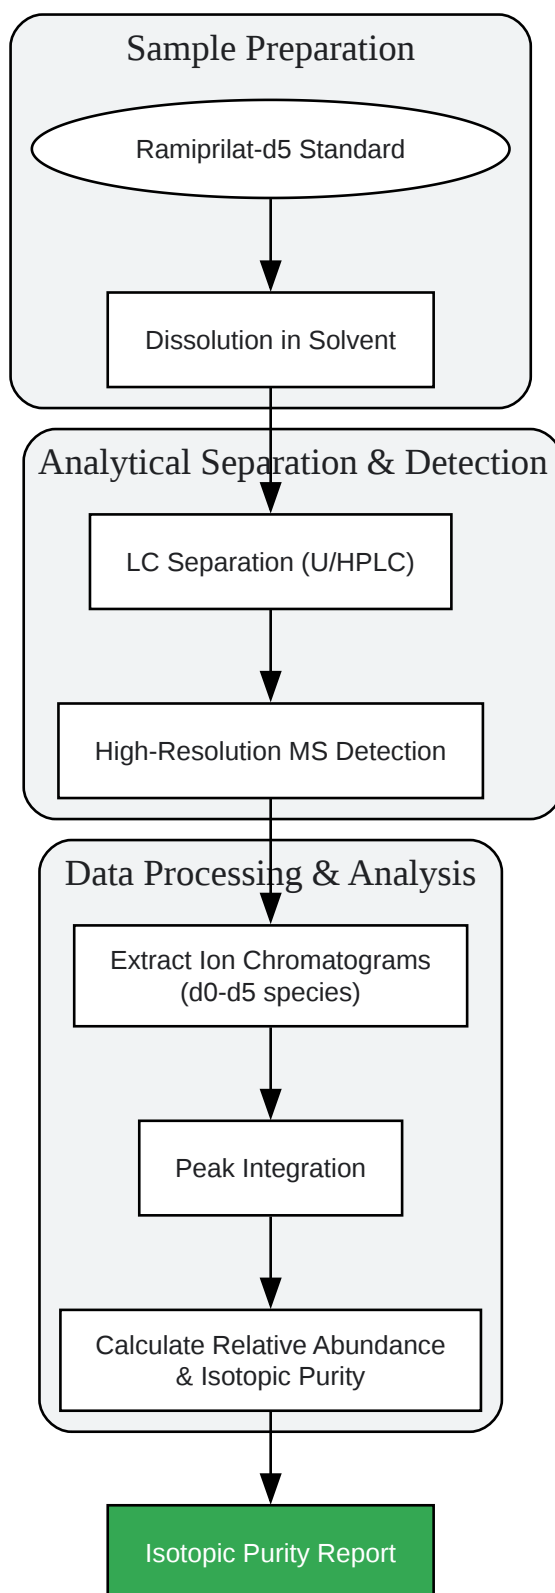 Sample Preparation
Ramiprilat-d5 Standard
Dissolution in Solvent
Analytical Separation & Detection
LC Separation (U/HPLC)
High-Resolution MS Detection
Data Processing & Analysis
Extract Ion Chromatograms
(d0-d5 species)
Peak Integration
Calculate Relative Abundance
& Isotopic Purity
Isotopic Purity Report